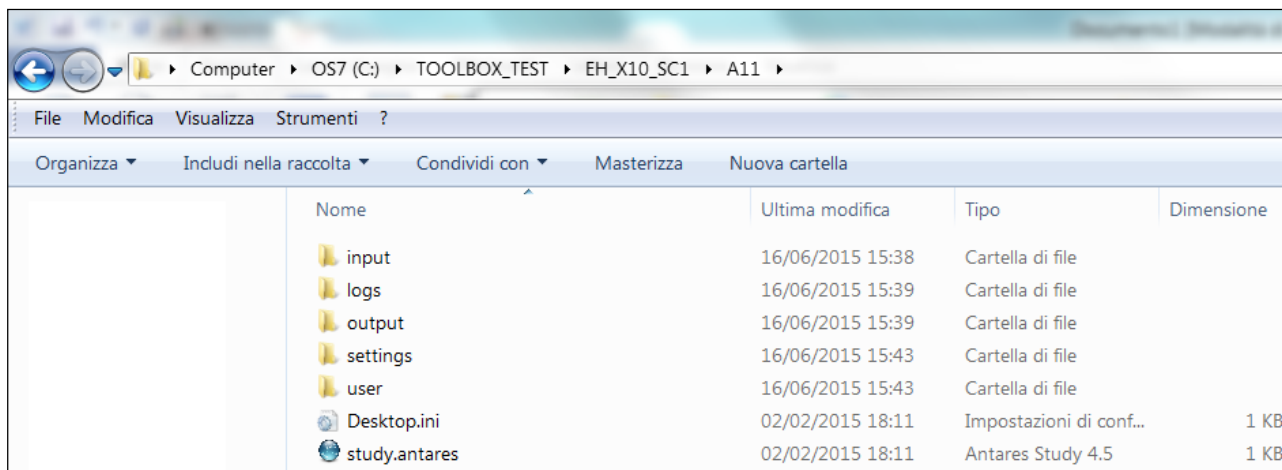 Computer OS7 (C:) TOOLBOX_TEST EH_X10_SC1 A11
File Modifica Visualizza Strumenti ?
Organizza Includi nella raccolta Condividi con Masterizza Nuova cartella
Nome Ultima modifica Tipo Dimensione
input 16/06/2015 15:38 Cartella di file
logs 16/06/2015 15:39 Cartella di file
output 16/06/2015 15:39 Cartella di file
settings 16/06/2015 15:43 Cartella di file
user 16/06/2015 15:43 Cartella di file
Desktop.ini 02/02/2015 18:11 Impostazioni di conf... 1 KB
study.antares 02/02/2015 18:11 Antares Study 4.5 1 KB